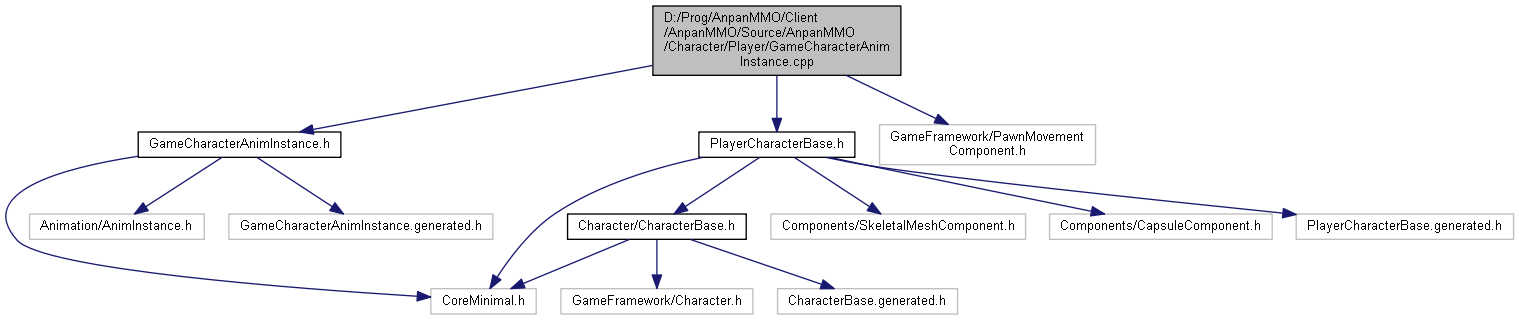 D:/Prog/AnpanMMO/Client
/AnpanMMO/Source/AnpanMMO
/Character/Player/GameCharacterAnim
Instance.cpp
GameCharacterAnimInstance.h
PlayerCharacterBase.h
GameFramework/PawnMovement
Component.h
Animation/AnimInstance.h
GameCharacterAnimInstance.generated.h
Character/CharacterBase.h
Components/SkeletalMeshComponent.h
Components/CapsuleComponent.h
PlayerCharacterBase.generated.h
CoreMinimal.h
GameFramework/Character.h
CharacterBase.generated.h